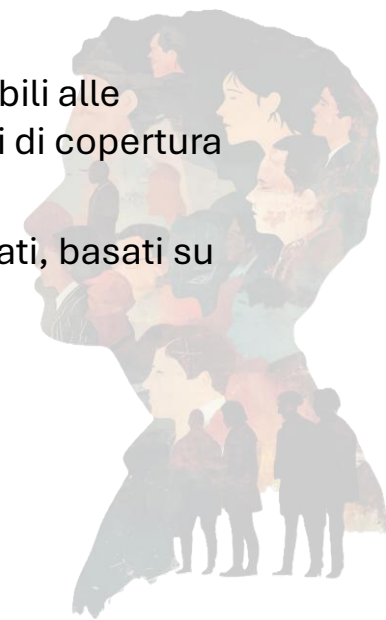 bili alle
i di copertura
ati, basati su